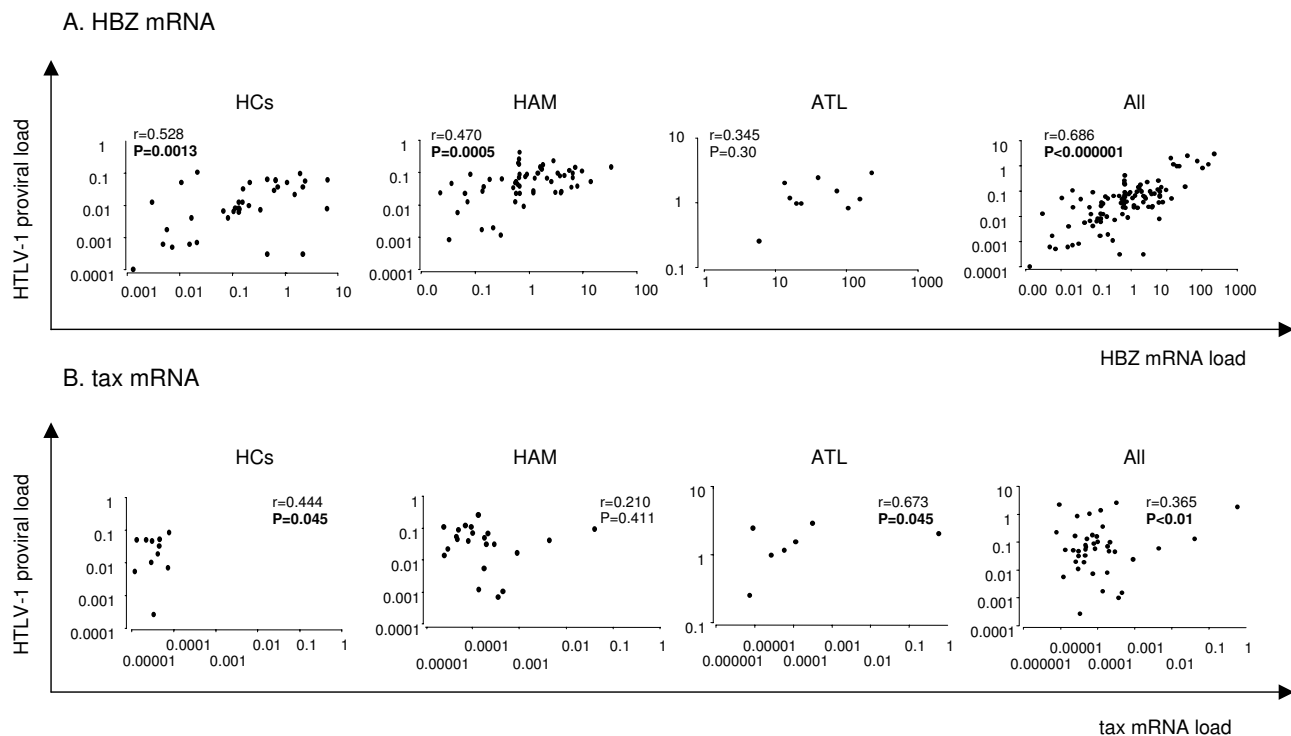 A. HBZ mRNA
HTLV-1 proviral load
HCs
r=0.528
P=0.0013
1
0.1
0.01
0.001
0.0001
0.001 0.01 0.1 1 10
HAM
r=0.470
P=0.0005
1
0.1
0.01
0.001
0.0001
0.0 0.1 1 10 100
ATL
r=0.345
P=0.30
10
1
0.1
1 10 100 1000
All
r=0.686
P<0.000001
10
1
0.1
0.01
0.001
0.0001
0.00 0.01 0.1 1 10 100 1000
HBZ mRNA load
B. tax mRNA
HTLV-1 proviral load
HCs
r=0.444
P=0.045
1
0.1
0.01
0.001
0.0001
0.0001 0.01 0.1 1
0.00001 0.001
HAM
r=0.210
P=0.411
1
0.1
0.01
0.001
0.0001
0.0001 0.01 0.1 1
0.00001 0.001
ATL
r=0.673
P=0.045
10
1
0.1
0.00001 0.001 0.1 1
0.000001 0.0001 0.01
All
r=0.365
P<0.01
10
1
0.1
0.01
0.001
0.0001
0.00001 0.001 0.1 1
0.000001 0.0001 0.01
tax mRNA load